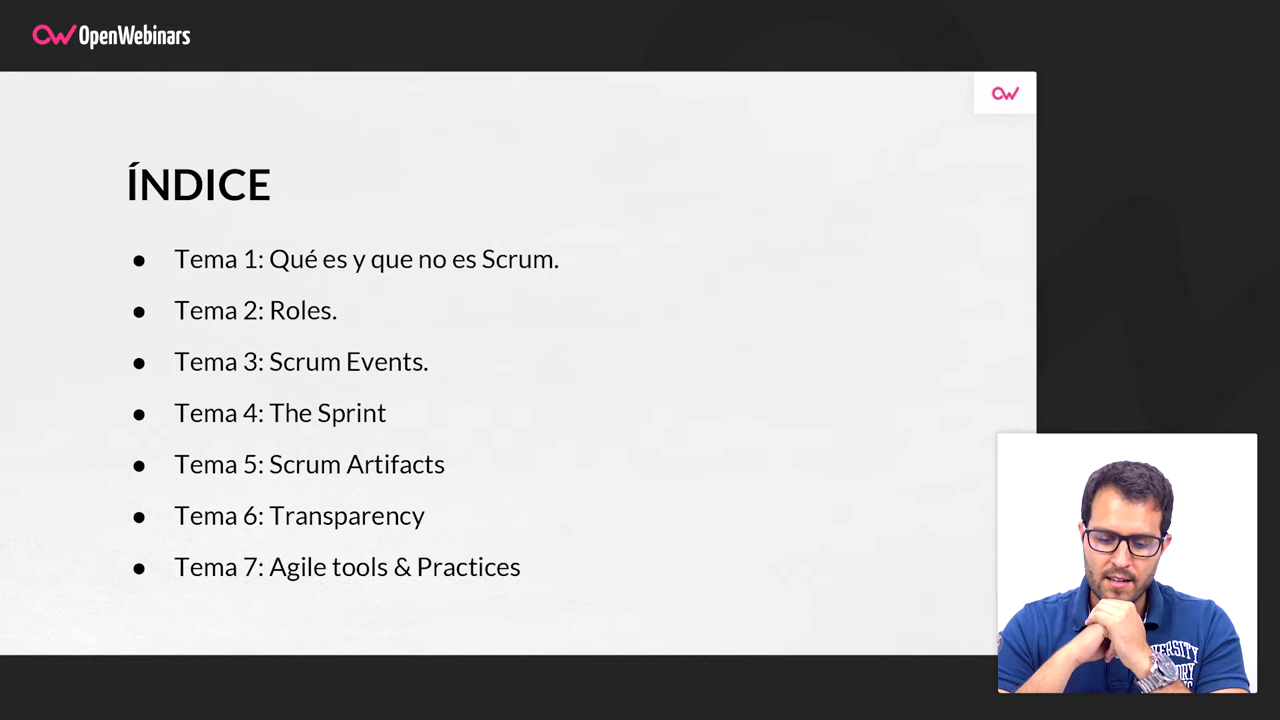 OpenWebinars
ÍNDICE
● Tema 1: Qué es y que no es Scrum.
● Tema 2: Roles.
● Tema 3: Scrum Events.
● Tema 4: The Sprint
● Tema 5: Scrum Artifacts
● Tema 6: Transparency
● Tema 7: Agile tools & Practices